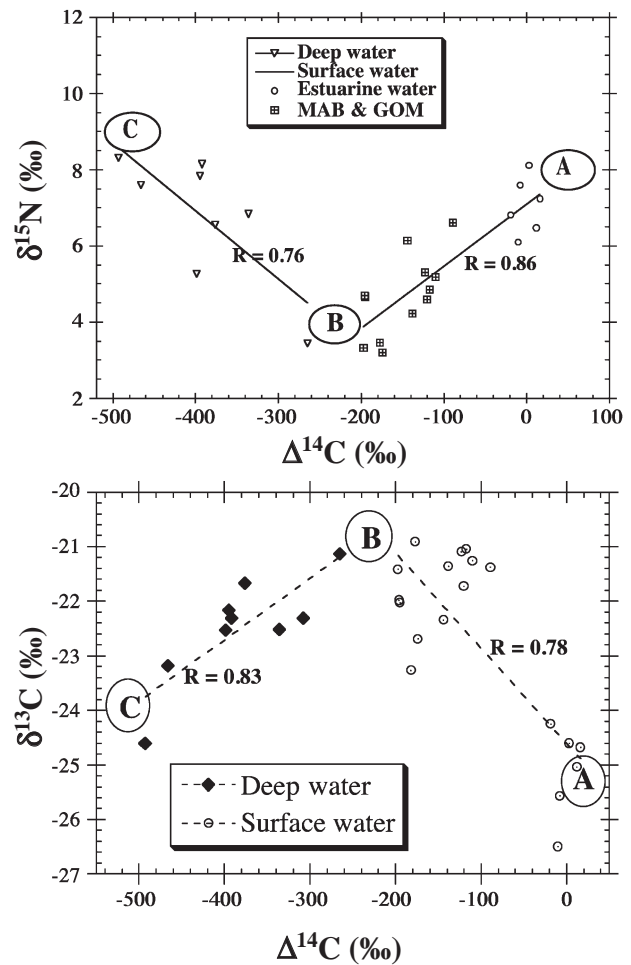 12
10
8
6
4
2
δ15N (‰)
Deep water
Surface water
Estuarine water
MAB & GOM
C
A
R = 0.76
R = 0.86
B
-500 -400 -300 -200 -100 0 100
Δ14C (‰)
-20
-21
-22
-23
-24
-25
-26
-27
δ13C (‰)
B
R = 0.78
R = 0.83
C
A
Deep water
Surface water
-500 -400 -300 -200 -100 0
Δ14C (‰)